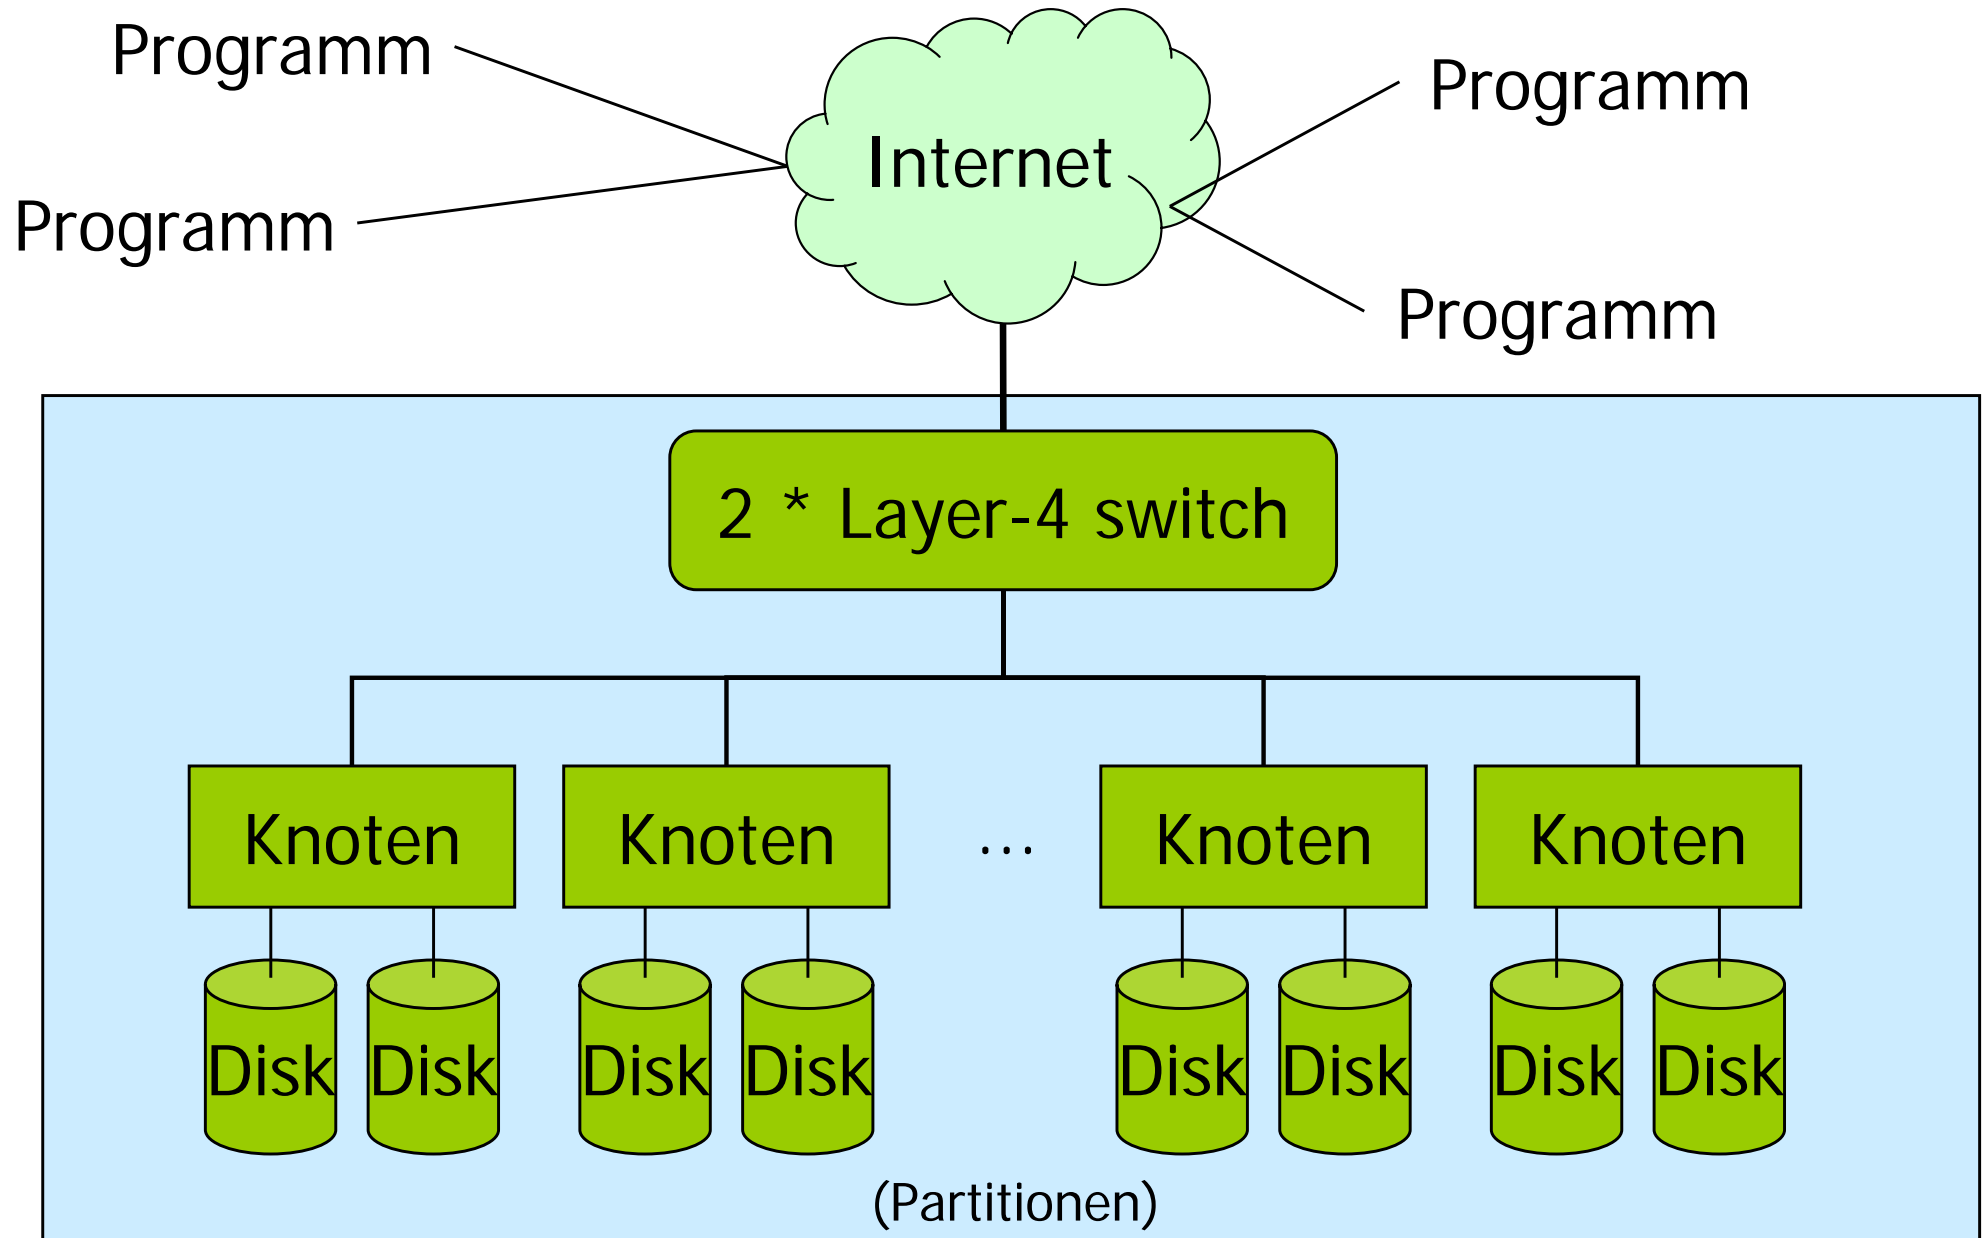 Programm
Programm
Internet
Programm
Programm
2 * Layer-4 switch
Knoten Knoten ... Knoten Knoten
Disk Disk Disk Disk Disk Disk Disk Disk
(Partitionen)